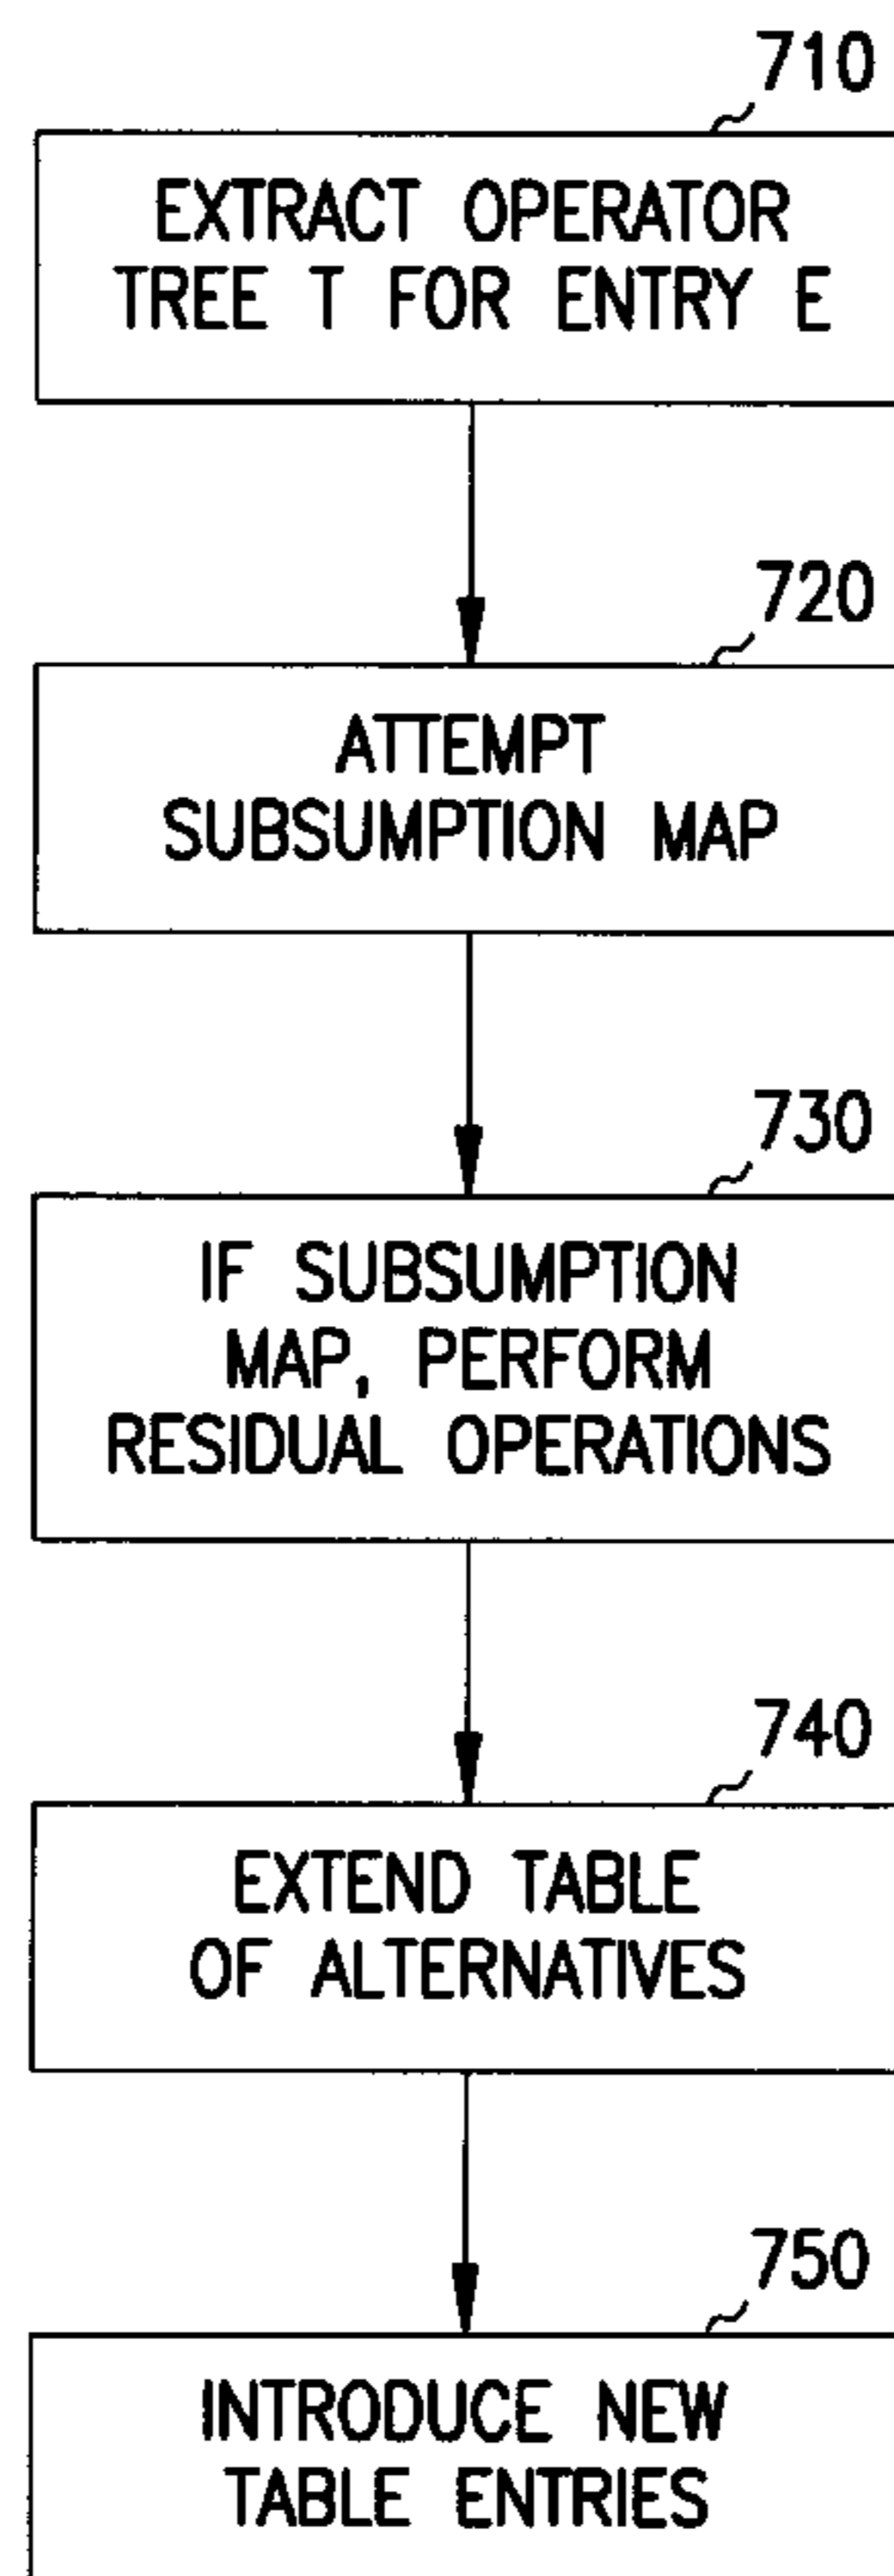 710
EXTRACT OPERATOR
TREE T FOR ENTRY E
720
ATTEMPT
SUBSUMPTION MAP
730
IF SUBSUMPTION
MAP, PERFORM
RESIDUAL OPERATIONS
740
EXTEND TABLE
OF ALTERNATIVES
750
INTRODUCE NEW
TABLE ENTRIES